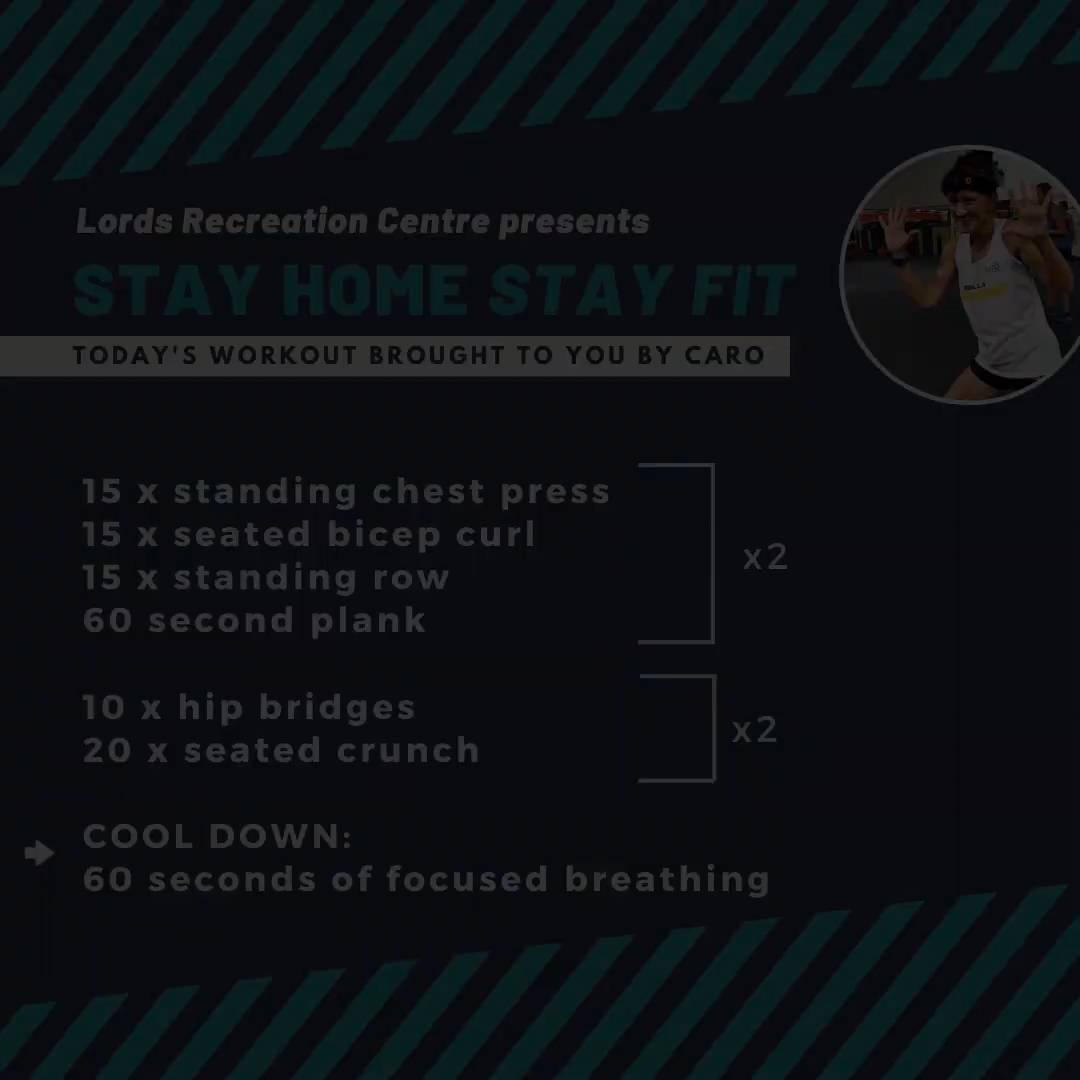 Lords Recreation Centre presents
STAY HOME STAY FIT
TODAY'S WORKOUT BROUGHT TO YOU BY CARO
15 x standing chest press
15 x seated bicep curl
15 x standing row
60 second plank
x2
10 x hip bridges
20 x seated crunch
x2
COOL DOWN:
60 seconds of focused breathing